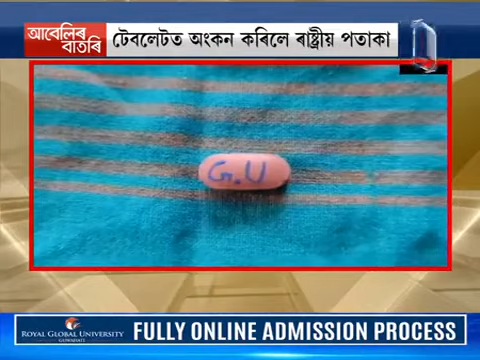 আবেলিৰ
বাতৰি
টেবলেটত অংকন কৰিলে ৰাষ্ট্ৰীয় পতাকা
G.U
ROYAL GLOBAL UNIVERSITY
GUWAHATI
FULLY ONLINE ADMISSION PROCESS